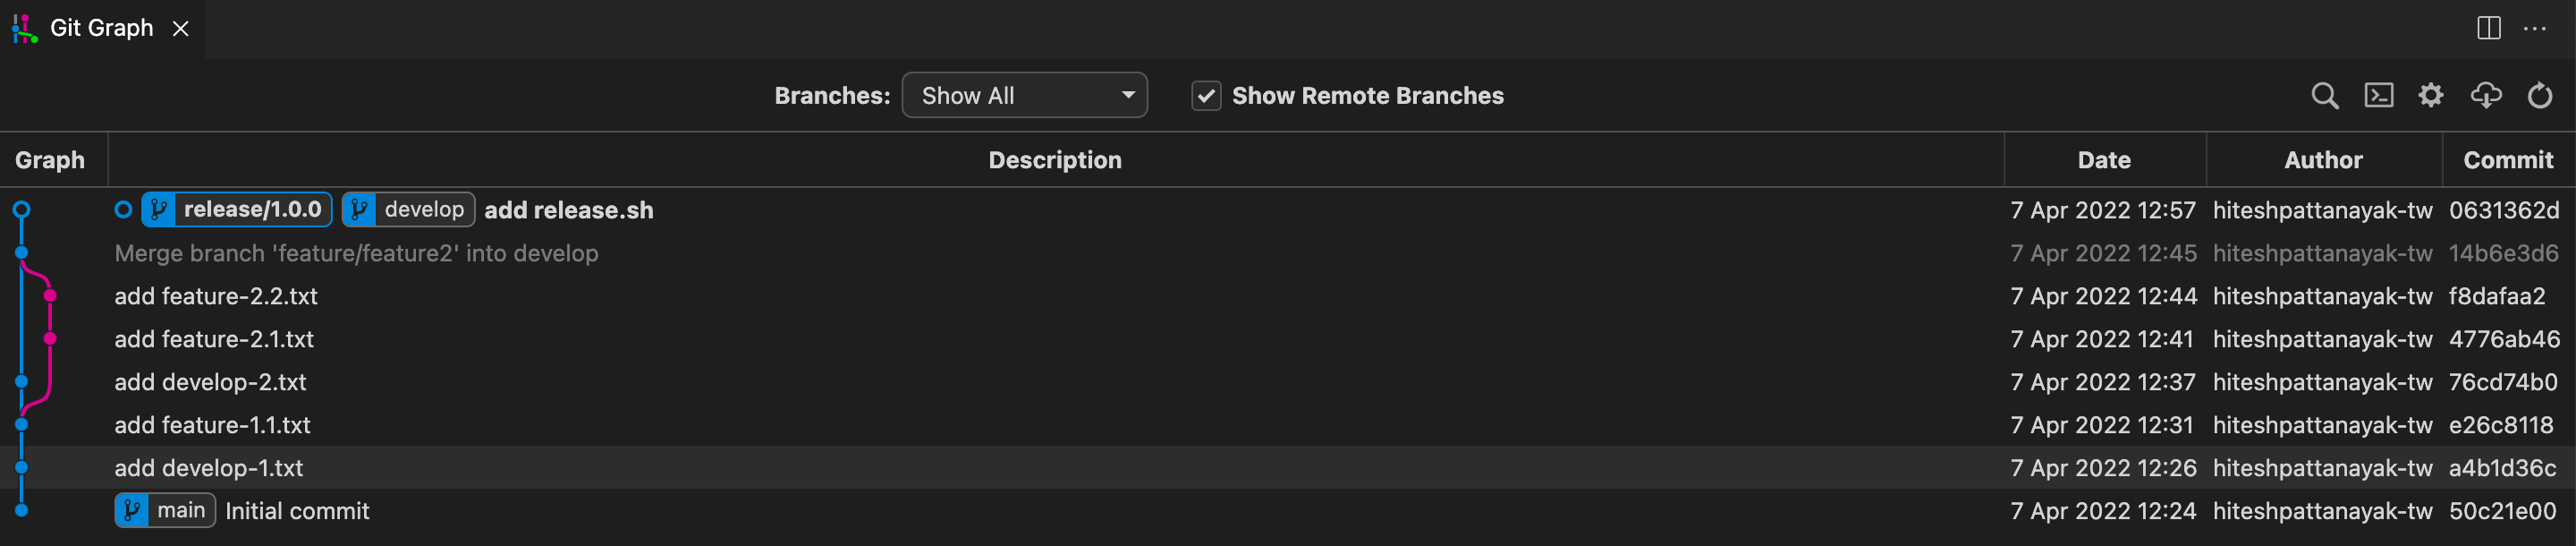 Git Graph
Branches: Show All Show Remote Branches
Graph Description Date Author Commit
release/1.0.0 develop add release.sh 7 Apr 2022 12:57 hiteshpattanayak-tw 0631362d
Merge branch 'feature/feature2' into develop 7 Apr 2022 12:45 hiteshpattanayak-tw 14b6e3d6
add feature-2.2.txt 7 Apr 2022 12:44 hiteshpattanayak-tw f8dafaa2
add feature-2.1.txt 7 Apr 2022 12:41 hiteshpattanayak-tw 4776ab46
add develop-2.txt 7 Apr 2022 12:37 hiteshpattanayak-tw 76cd74b0
add feature-1.1.txt 7 Apr 2022 12:31 hiteshpattanayak-tw e26c8118
add develop-1.txt 7 Apr 2022 12:26 hiteshpattanayak-tw a4b1d36c
main Initial commit 7 Apr 2022 12:24 hiteshpattanayak-tw 50c21e00